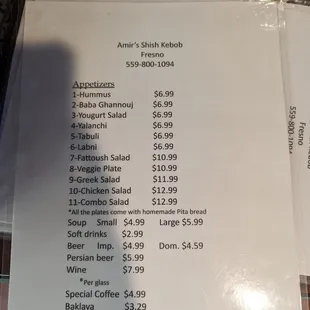 Amir's Shish Kebob
Fresno
559-800-1094
Appetizers
1-Hummus $6.99
2-Baba Ghannouj $6.99
3-Yougurt Salad $6.99
4-Yalanchi $6.99
5-Tabuli $6.99
6-Labni $6.99
7-Fattoush Salad $10.99
8-Veggie Plate $10.99
9-Greek Salad $11.99
10-Chicken Salad $12.99
11-Combo Salad $12.99
*All the plates come with homemade Pita bread
Soup Small $4.99 Large $5.99
Soft drinks $2.99
Beer Imp. $4.99 Dom. $4.59
Persian beer $5.99
Wine $7.99
*Per glass
Special Coffee $4.99
Baklava $3.29
Fresno
559-800-1094